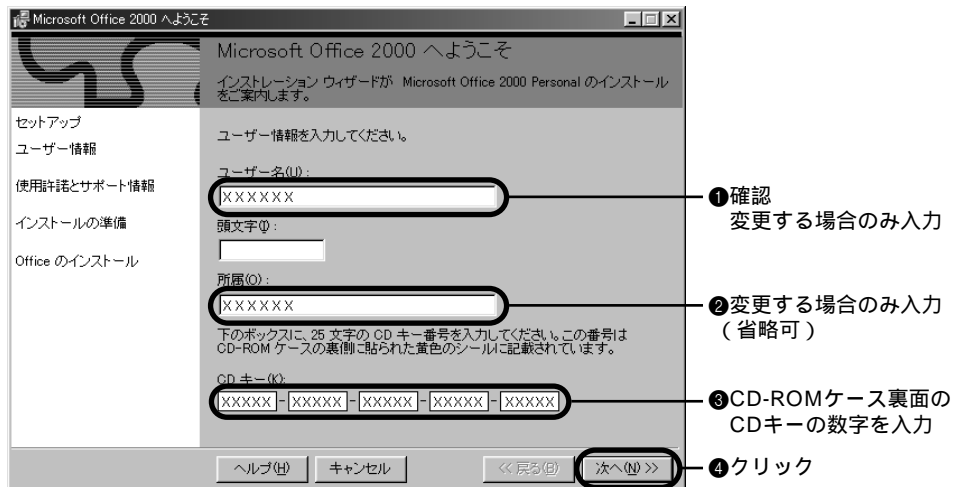 Microsoft Office 2000 へようこそ
Microsoft Office 2000 へようこそ
インストレーション ウィザードが Microsoft Office 2000 Personal のインストール
をご案内します。
セットアップ
ユーザー情報
使用許諾とサポート情報
インストールの準備
Office のインストール
ユーザー情報を入力してください。
ユーザー名(U) :
XXXXXX
頭文字(I) :
所属(O) :
XXXXXX
下のボックスに、25 文字の CD キー番号を入力してください。この番号は
CD-ROM ケースの裏側に貼られた黄色のシールに記載されています。
CD キー(K):
XXXXX - XXXXX - XXXXX - XXXXX - XXXXX
ヘルプ(H)
キャンセル
<< 戻る(B)
次へ(N) >>
❶確認
変更する場合のみ入力
❷変更する場合のみ入力
（省略可）
❸CD-ROMケース裏面の
CDキーの数字を入力
❹クリック